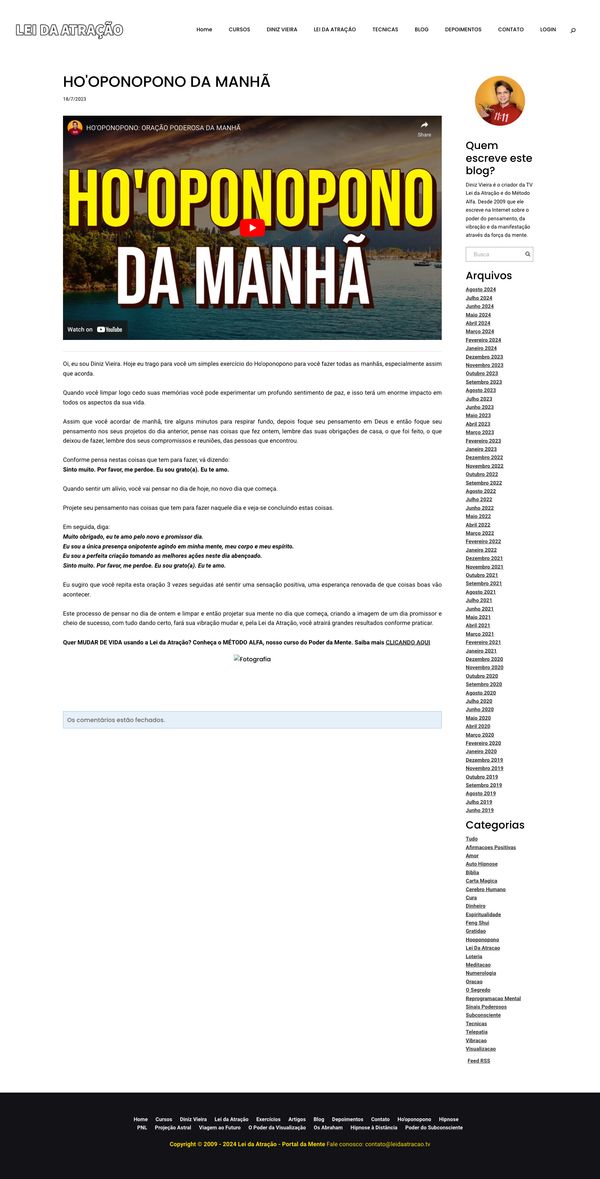 LEI DA ATRAÇÃO
Home CURSOS DINIZ VIEIRA LEI DA ATRAÇÃO TECNICAS BLOG DEPOIMENTOS CONTATO LOGIN
HO'OPONOPONO DA MANHÃ
18/7/2023
HO'OPONOPONO: ORAÇÃO PODEROSA DA MANHÃ
Share
HO'OPONOPONO
DA MANHÃ
Watch on YouTube
Oi, eu sou Diniz Vieira. Hoje eu trago para você um simples exercício do Ho'oponopono para você fazer todas as manhãs, especialmente assim
que acorda.
Quando você limpar logo cedo suas memórias você pode experimentar um profundo sentimento de paz, e isso terá um enorme impacto em
todos os aspectos da sua vida.
Assim que você acordar de manhã, tire alguns minutos para respirar fundo, depois foque seu pensamento em Deus e então foque seu
pensamento nos seus projetos do dia anterior, pense nas coisas que fez ontem, lembre das suas obrigações de casa, o que foi feito, o que
deixou de fazer, lembre dos seus compromissos e reuniões, das pessoas que encontrou.
Conforme pensa nestas coisas que tem para fazer, vá dizendo:
Sinto muito. Por favor, me perdoe. Eu sou grato(a). Eu te amo.
Quando sentir um alívio, você vai pensar no dia de hoje, no novo dia que começa.
Projete seu pensamento nas coisas que tem para fazer naquele dia e veja-se concluindo estas coisas.
Em seguida, diga:
Muito obrigado, eu te amo pelo novo e promissor dia.
Eu sou a única presença onipotente agindo em minha mente, meu corpo e meu espírito.
Eu sou a perfeita criação tomando as melhores ações neste dia abençoado.
Sinto muito. Por favor, me perdoe. Eu sou grato(a). Eu te amo.
Eu sugiro que você repita esta oração 3 vezes seguidas até sentir uma sensação positiva, uma esperança renovada de que coisas boas vão
acontecer.
Este processo de pensar no dia de ontem e limpar e então projetar sua mente no dia que começa, criando a imagem de um dia promissor e
cheio de sucesso, com tudo dando certo, fará sua vibração mudar e, pela Lei da Atração, você atrairá grandes resultados conforme praticar.
Quer MUDAR DE VIDA usando a Lei da Atração? Conheça o MÉTODO ALFA, nosso curso do Poder da Mente. Saiba mais CLICANDO AQUI
Fotografia
Os comentários estão fechados.
11:11
Quem
escreve este
blog?
Diniz Vieira é o criador da TV
Lei da Atração e do Método
Alfa. Desde 2009 que ele
escreve na Internet sobre o
poder do pensamento, da
vibração e da manifestação
através da força da mente.
Busca
Arquivos
Agosto 2024
Julho 2024
Junho 2024
Maio 2024
Abril 2024
Março 2024
Fevereiro 2024
Janeiro 2024
Dezembro 2023
Novembro 2023
Outubro 2023
Setembro 2023
Agosto 2023
Julho 2023
Junho 2023
Maio 2023
Abril 2023
Março 2023
Fevereiro 2023
Janeiro 2023
Dezembro 2022
Novembro 2022
Outubro 2022
Setembro 2022
Agosto 2022
Julho 2022
Junho 2022
Maio 2022
Abril 2022
Março 2022
Fevereiro 2022
Janeiro 2022
Dezembro 2021
Novembro 2021
Outubro 2021
Setembro 2021
Agosto 2021
Julho 2021
Junho 2021
Maio 2021
Abril 2021
Março 2021
Fevereiro 2021
Janeiro 2021
Dezembro 2020
Novembro 2020
Outubro 2020
Setembro 2020
Agosto 2020
Julho 2020
Junho 2020
Maio 2020
Abril 2020
Março 2020
Fevereiro 2020
Janeiro 2020
Dezembro 2019
Novembro 2019
Outubro 2019
Setembro 2019
Agosto 2019
Julho 2019
Junho 2019
Categorias
Tudo
Afirmacoes Positivas
Amor
Auto Hipnose
Biblia
Carta Magica
Cerebro Humano
Cura
Dinheiro
Espiritualidade
Feng Shui
Gratidao
Hooponopono
Lei Da Atracao
Loteria
Meditacao
Numerologia
Oracao
O Segredo
Reprogramacao Mental
Sinais Poderosos
Subconsciente
Tecnicas
Telepatia
Vibracao
Visualizacao
Feed RSS
Home Cursos Diniz Vieira Lei da Atração Exercícios Artigos Blog Depoimentos Contato Ho'oponopono Hipnose
PNL Projeção Astral Viagem ao Futuro O Poder da Visualização Os Abraham Hipnose à Distância Poder do Subconsciente
Copyright © 2009 - 2024 Lei da Atração - Portal da Mente Fale conosco: contato@leidaatracao.tv